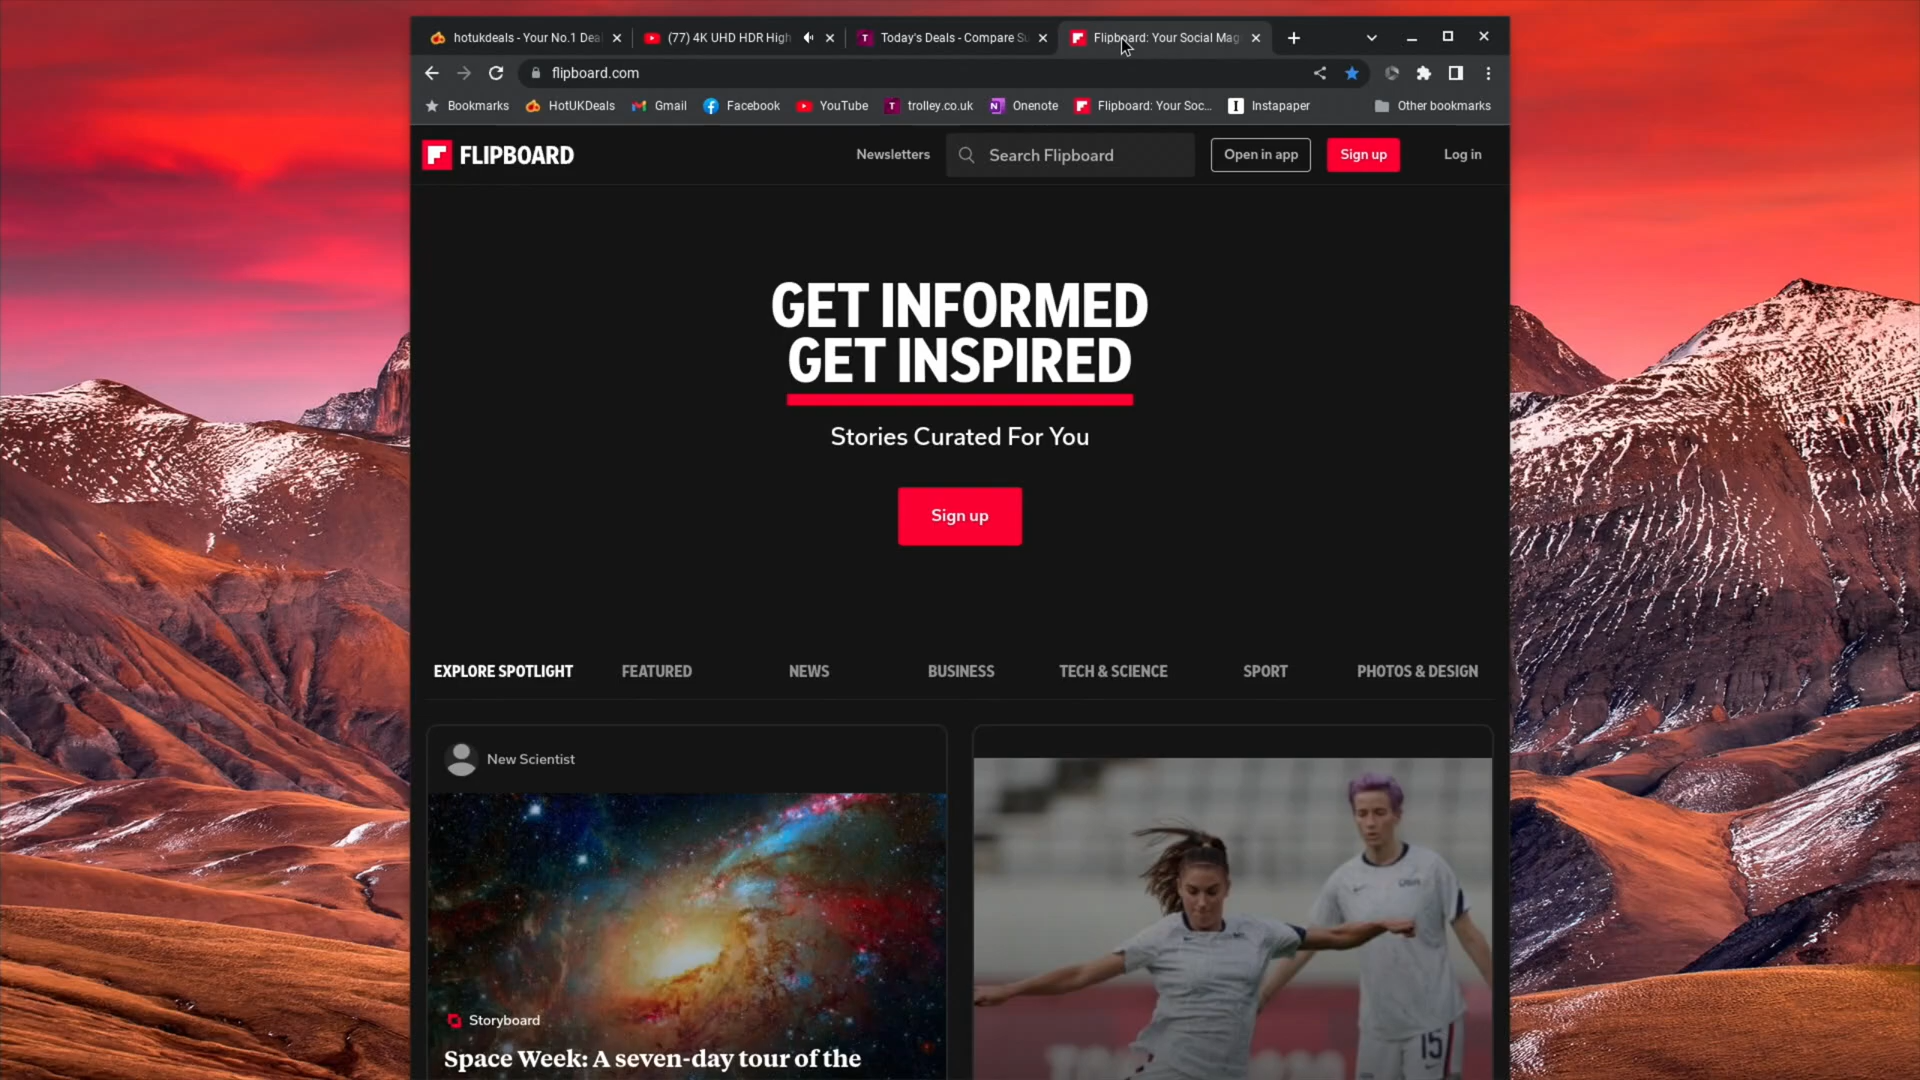 hotukdeals - Your No.1 Dea
(77) 4K UHD HDR High
Today's Deals - Compare Su
Flipboard: Your Social Mag
flipboard.com
Bookmarks
HotUKDeals
Gmail
Facebook
YouTube
T trolley.co.uk
N Onenote
Flipboard: Your Soc...
I Instapaper
Other bookmarks
FLIPBOARD
Newsletters
Search Flipboard
Open in app
Sign up
Log in
GET INFORMED
GET INSPIRED
Stories Curated For You
Sign up
EXPLORE SPOTLIGHT
FEATURED
NEWS
BUSINESS
TECH & SCIENCE
SPORT
PHOTOS & DESIGN
New Scientist
Storyboard
Space Week: A seven-day tour of the
15